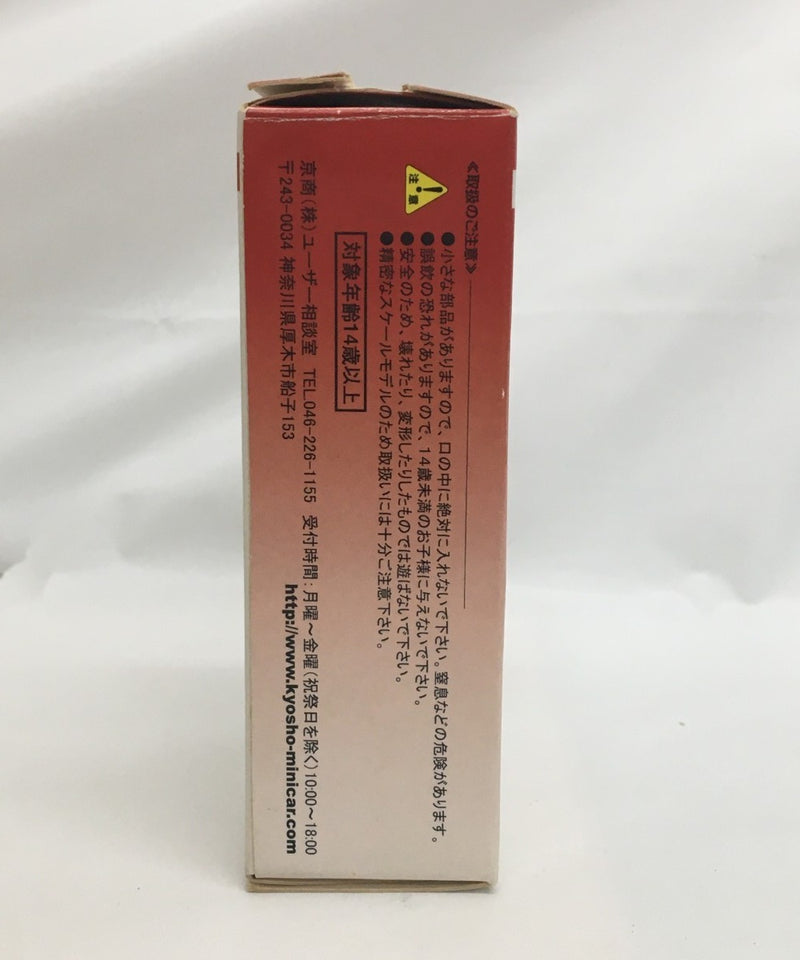 ≪取扱のご注意≫
注意
●小さな部品がありますので、口の中に絶対に入れないで下さい。窒息などの危険があります。
●誤飲の恐れがありますので、14歳未満のお子様に与えないで下さい。
●安全のため、壊れたり、変形したりしたものでは遊ばないで下さい。
●精密なスケールモデルのため取扱いには十分ご注意下さい。
対象年齢14歳以上
京商(株)ユーザー相談室 TEL.046-226-1155 受付時間:月曜～金曜(祝祭日を除く)10:00～18:00
〒243-0034 神奈川県厚木市船子153
http://www.kyosho-minicar.com